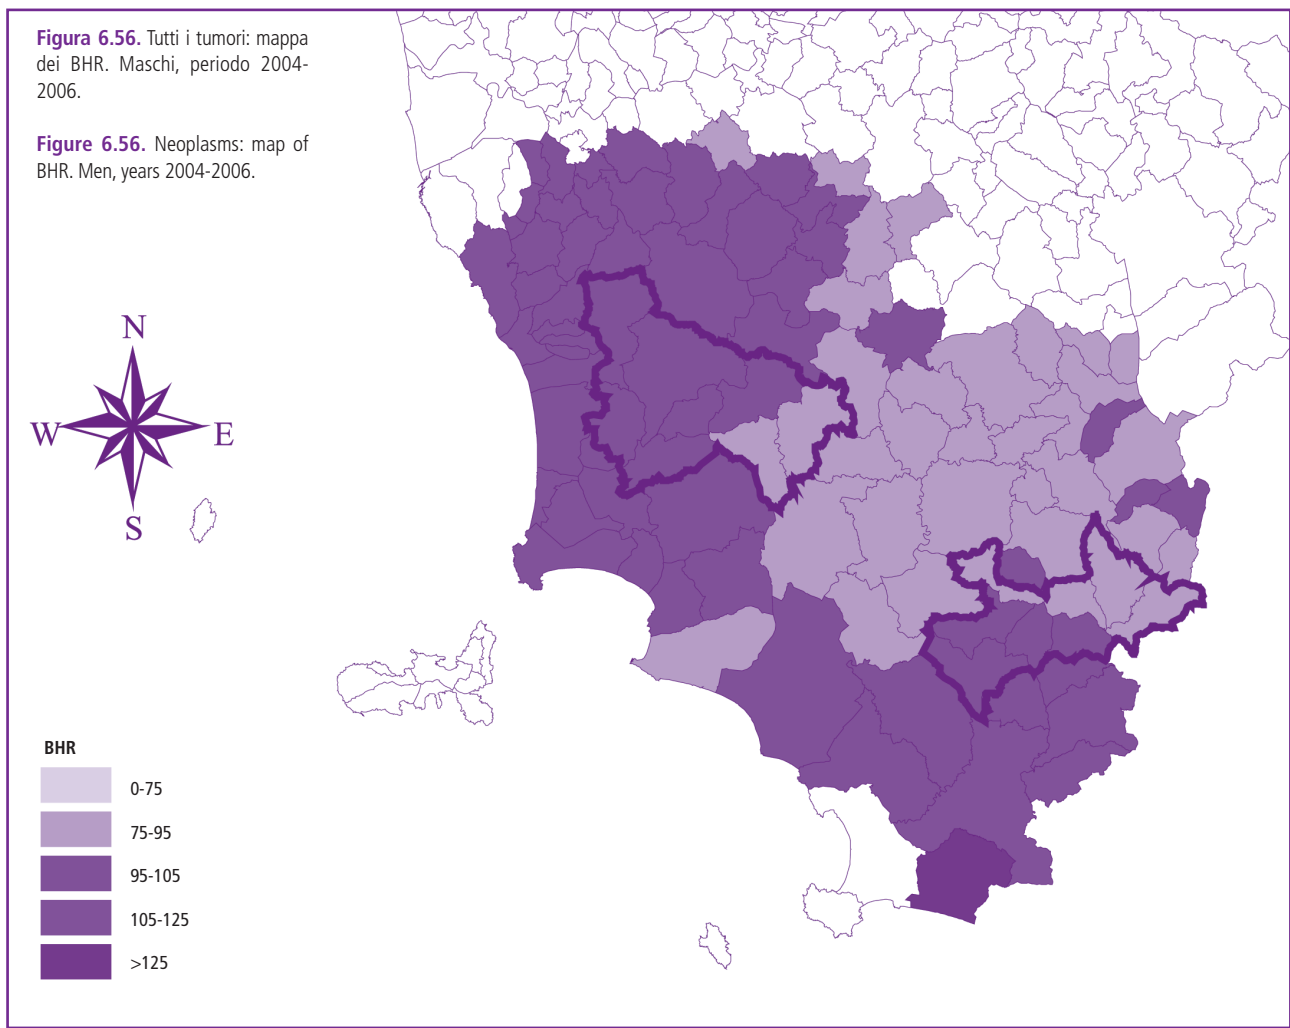 Figura 6.56. Tutti i tumori: mappa
dei BHR. Maschi, periodo 2004-
2006.
Figure 6.56. Neoplasms: map of
BHR. Men, years 2004-2006.
N
W
E
S
BHR
0-75
75-95
95-105
105-125
>125